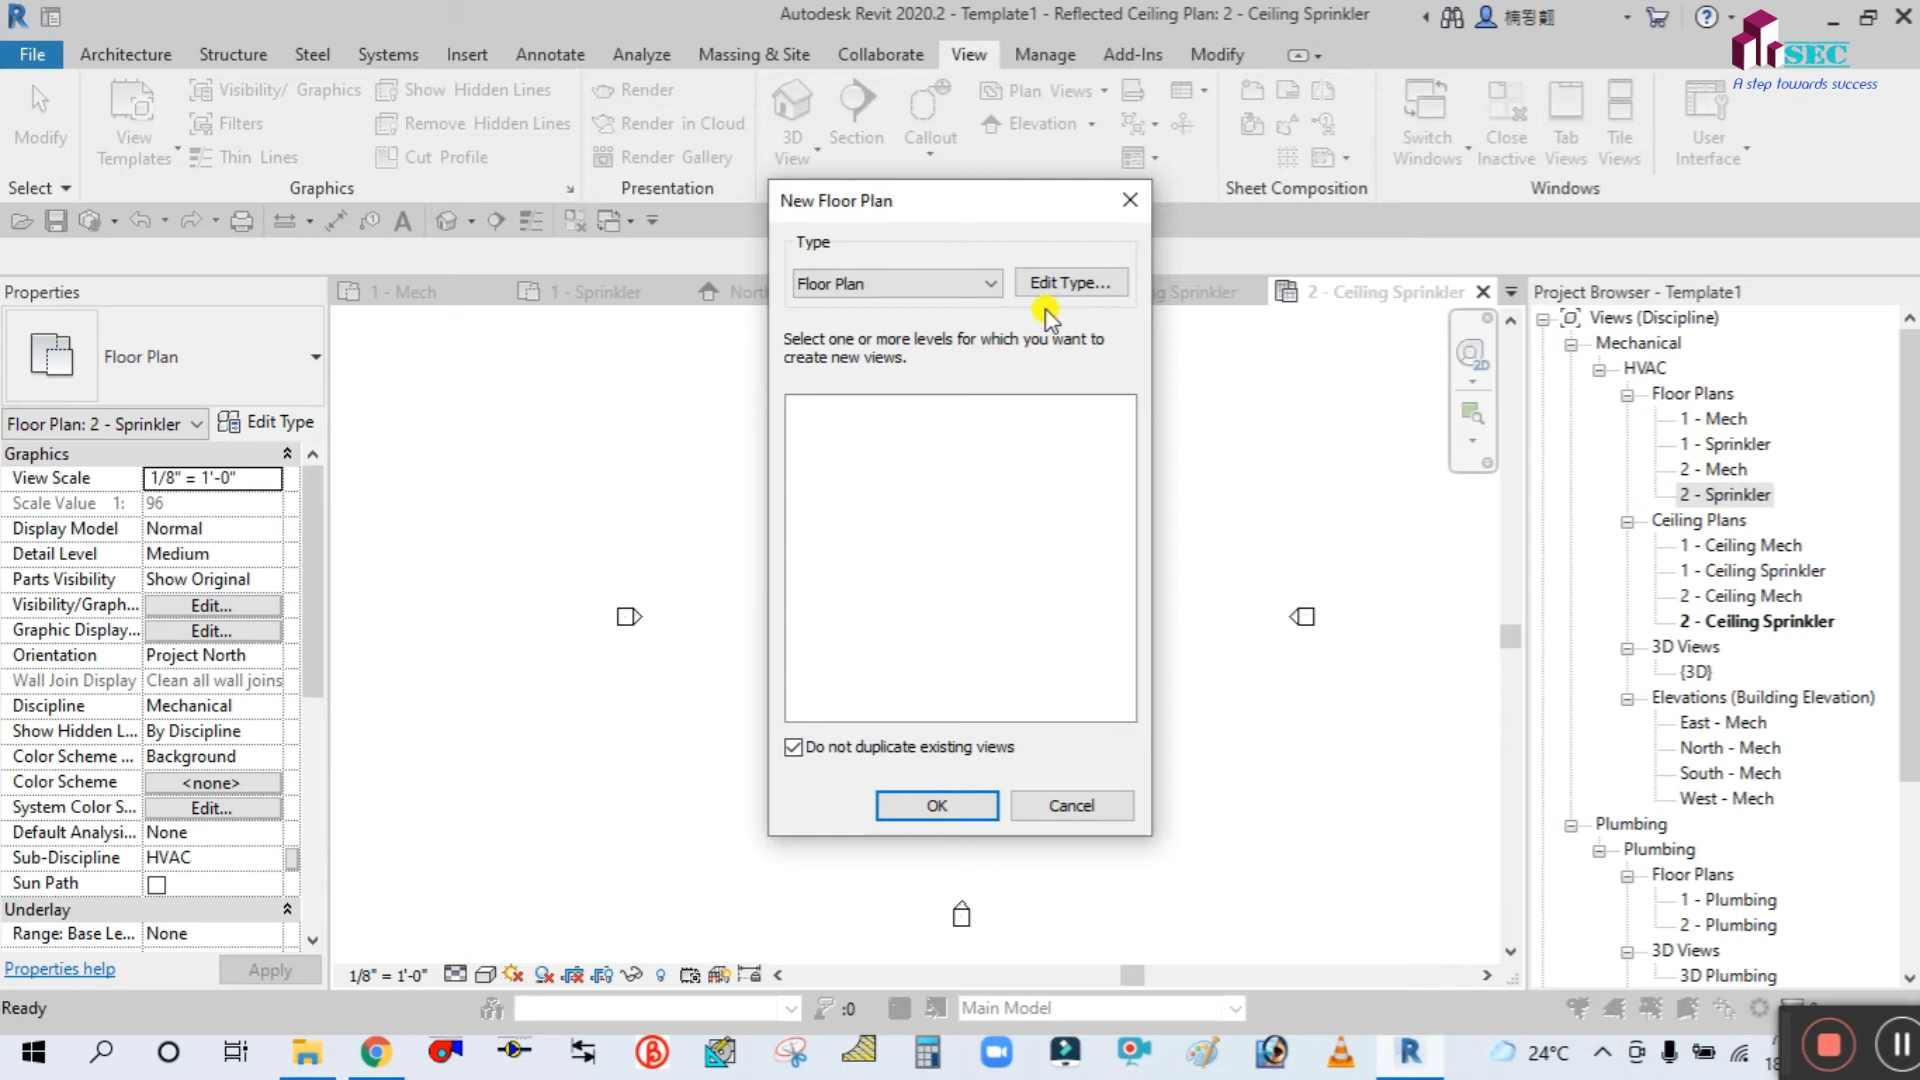 Autodesk Revit 2020.2 - Template1 - Reflected Ceiling Plan: 2 - Ceiling Sprinkler
SEC
A step towards success
File Architecture Structure Steel Systems Insert Annotate Analyze Massing & Site Collaborate View Manage Add-Ins Modify
Modify
View Templates
Visibility/ Graphics
Filters
Thin Lines
Show Hidden Lines
Remove Hidden Lines
Cut Profile
Render
Render in Cloud
Render Gallery
3D View
Section
Callout
Plan Views
Elevation
Switch Windows
Close Inactive
Tab Views
Tile Views
User Interface
Select
Graphics
Presentation
Sheet Composition
Windows
New Floor Plan
Type
Floor Plan
Edit Type...
Select one or more levels for which you want to
create new views.
Do not duplicate existing views
OK
Cancel
Properties
Floor Plan
Floor Plan: 2 - Sprinkler
Edit Type
Graphics
View Scale 1/8" = 1'-0"
Scale Value 1: 96
Display Model Normal
Detail Level Medium
Parts Visibility Show Original
Visibility/Graph... Edit...
Graphic Display... Edit...
Orientation Project North
Wall Join Display Clean all wall joins
Discipline Mechanical
Show Hidden L... By Discipline
Color Scheme ... Background
Color Scheme <none>
System Color S... Edit...
Default Analysi... None
Sub-Discipline HVAC
Sun Path
Underlay
Range: Base Le... None
Properties help
Apply
1 - Mech
1 - Sprinkler
North
g Sprinkler
2 - Ceiling Sprinkler
2D
1/8" = 1'-0"
Project Browser - Template1
Views (Discipline)
Mechanical
HVAC
Floor Plans
1 - Mech
1 - Sprinkler
2 - Mech
2 - Sprinkler
Ceiling Plans
1 - Ceiling Mech
1 - Ceiling Sprinkler
2 - Ceiling Mech
2 - Ceiling Sprinkler
3D Views
{3D}
Elevations (Building Elevation)
East - Mech
North - Mech
South - Mech
West - Mech
Plumbing
Plumbing
Floor Plans
1 - Plumbing
2 - Plumbing
3D Views
3D Plumbing
Ready
:0
Main Model
24°C